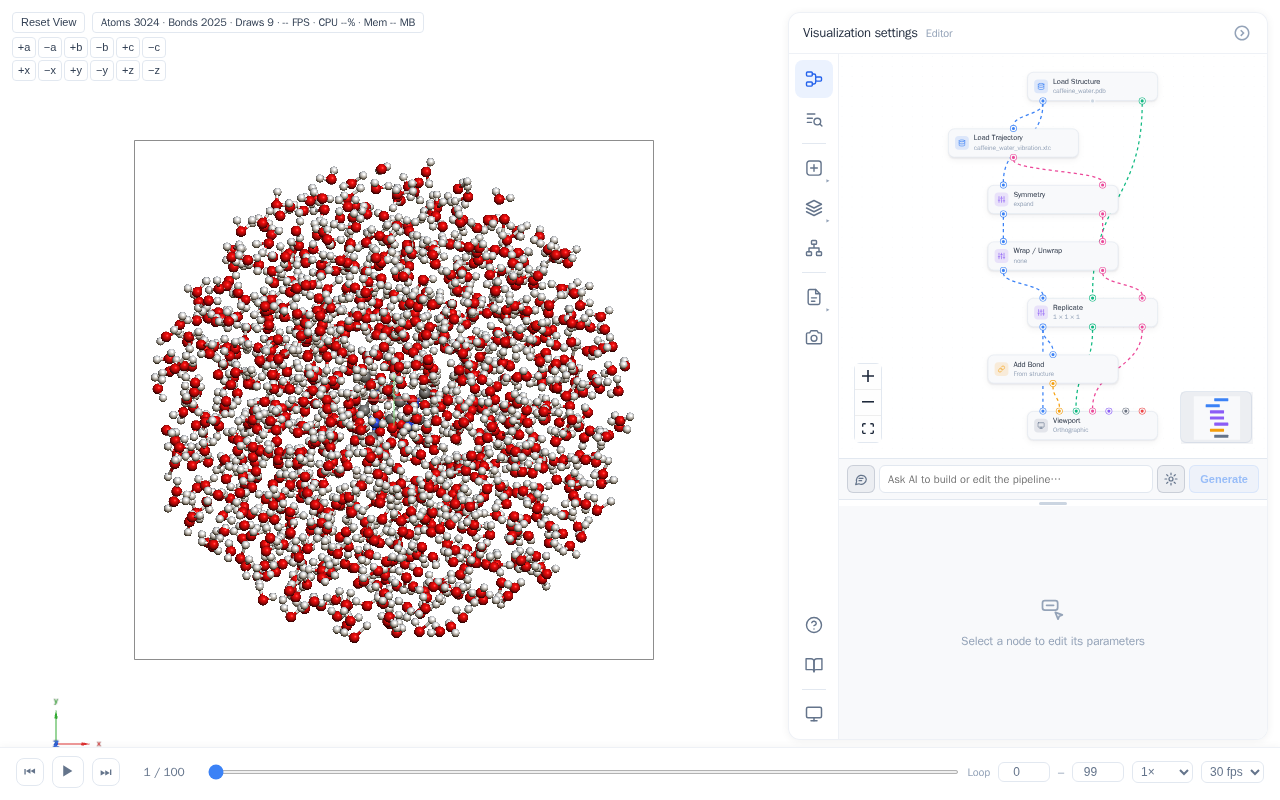 Reset View
Atoms 3024 · Bonds 2025 · Draws 9 · -- FPS · CPU --% · Mem -- MB
+a −a +b −b +c −c
+x −x +y −y +z −z
y
x
Visualization settings Editor
Load Structure
caffeine_water.pdb
Load Trajectory
caffeine_water_vibration.xtc
Symmetry
expand
Wrap / Unwrap
none
Replicate
1 × 1 × 1
Add Bond
From structure
Viewport
Orthographic
Ask AI to build or edit the pipeline···
Generate
Select a node to edit its parameters
1 / 100
Loop 0 – 99 1× 30 fps